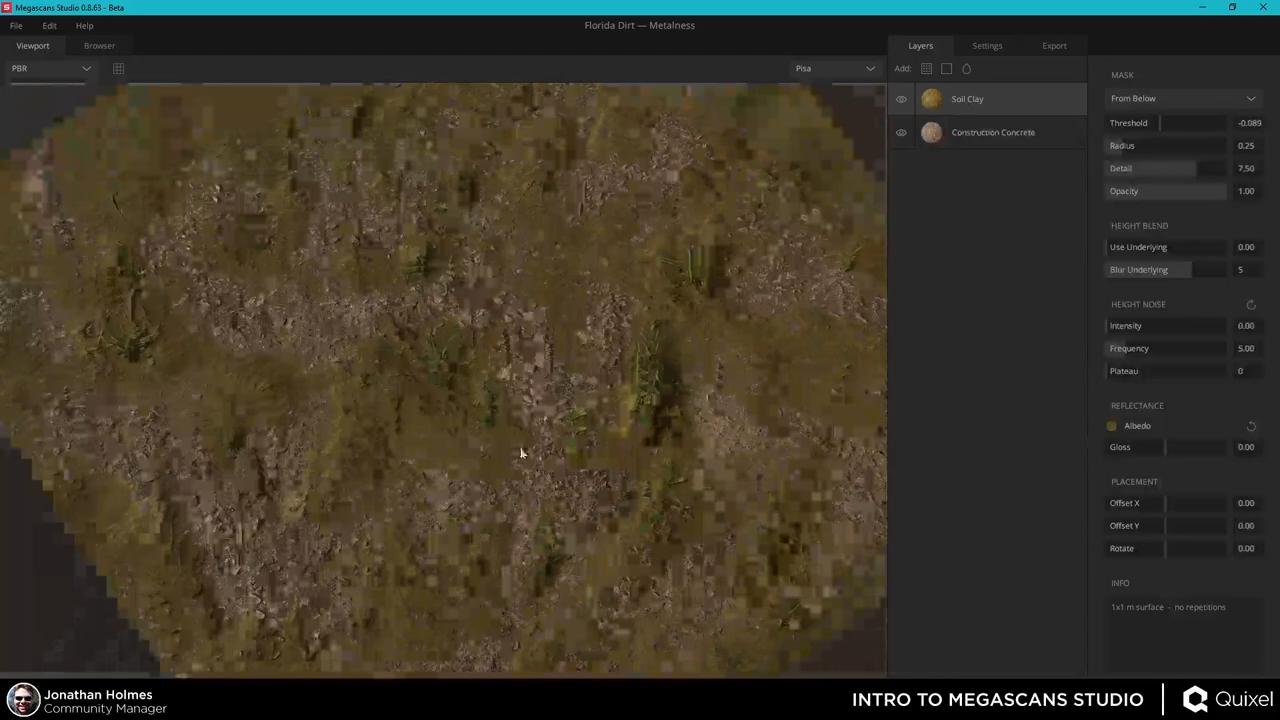 Megascans Studio 0.8.63 - Beta
File Edit Help
Florida Dirt — Metalness
Viewport Browser
Layers Settings Export
PBR
Pisa
Add:
Soil Clay
Construction Concrete
MASK
From Below
Threshold -0.089
Radius 0.25
Detail 7.50
Opacity 1.00
HEIGHT BLEND
Use Underlying 0.00
Blur Underlying 5
HEIGHT NOISE
Intensity 0.00
Frequency 5.00
Plateau 0
REFLECTANCE
Albedo
Gloss 0.00
PLACEMENT
Offset X 0.00
Offset Y 0.00
Rotate 0.00
INFO
1x1 m surface - no repetitions
Jonathan Holmes
Community Manager
INTRO TO MEGASCANS STUDIO
Quixel